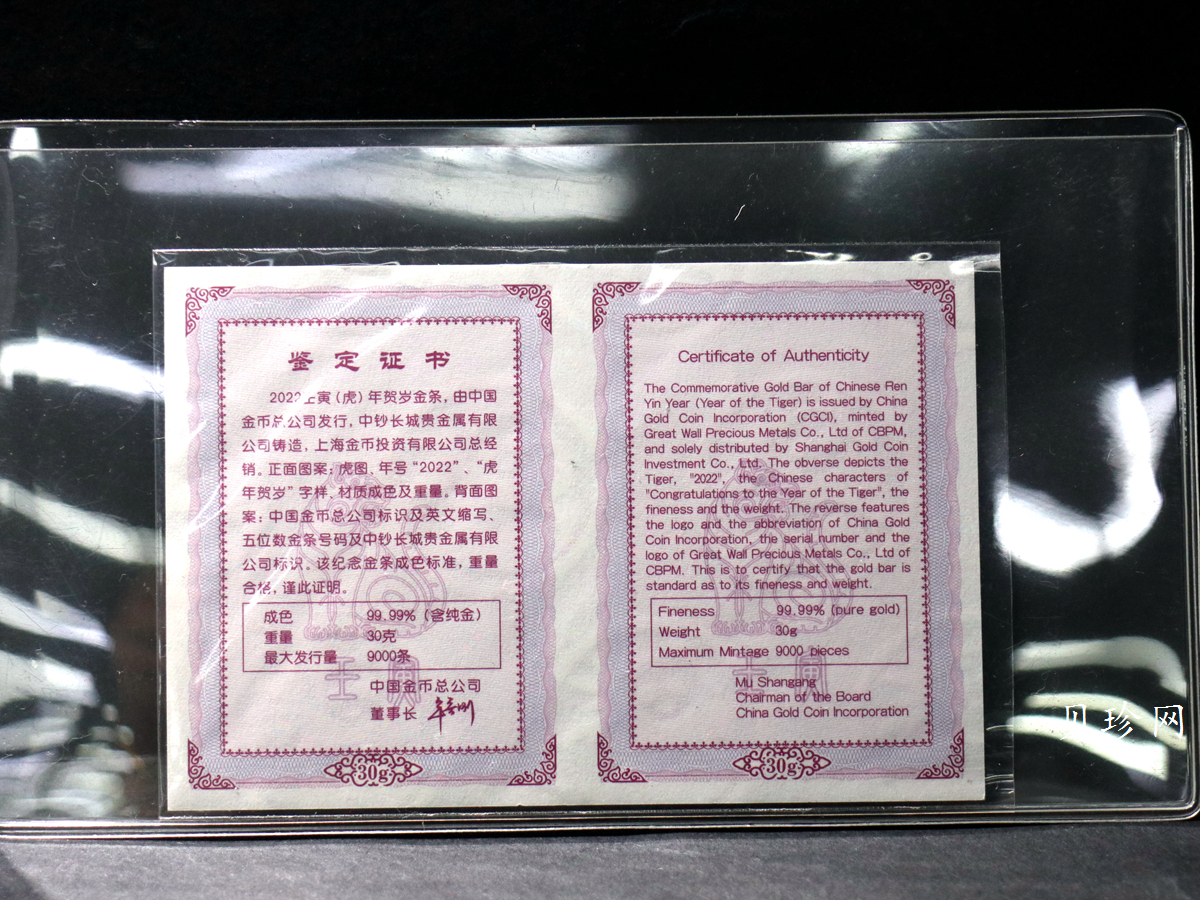 鉴定证书
2022壬寅（虎）年贺岁金条，由中国
金币总公司发行，中钞长城贵金属有限
公司铸造，上海金币投资有限公司总经
销。正面图案：虎图、年号“2022”、“虎
年贺岁”字样、材质成色及重量。背面图
案：中国金币总公司标识及英文缩写、
五位数金条号码及中钞长城贵金属有限
公司标识。该纪念金条成色标准，重量
合格，谨此证明。
成色 99.99%（含纯金）
重量 30克
最大发行量 9000条
中国金币总公司
董事长
30g
Certificate of Authenticity
The Commemorative Gold Bar of Chinese Ren
Yin Year (Year of the Tiger) is issued by China
Gold Coin Incorporation (CGCI), minted by
Great Wall Precious Metals Co., Ltd of CBPM,
and solely distributed by Shanghai Gold Coin
Investment Co., Ltd. The obverse depicts the
Tiger, "2022", the Chinese characters of
"Congratulations to the Year of the Tiger", the
fineness and the weight. The reverse features
the logo and the abbreviation of China Gold
Coin Incorporation, the serial number and the
logo of Great Wall Precious Metals Co., Ltd of
CBPM. This is to certify that the gold bar is
standard as to its fineness and weight.
Fineness 99.99% (pure gold)
Weight 30g
Maximum Mintage 9000 pieces
Mu Shangang
Chairman of the Board
China Gold Coin Incorporation
30g
壬寅
壬寅
贝珍网